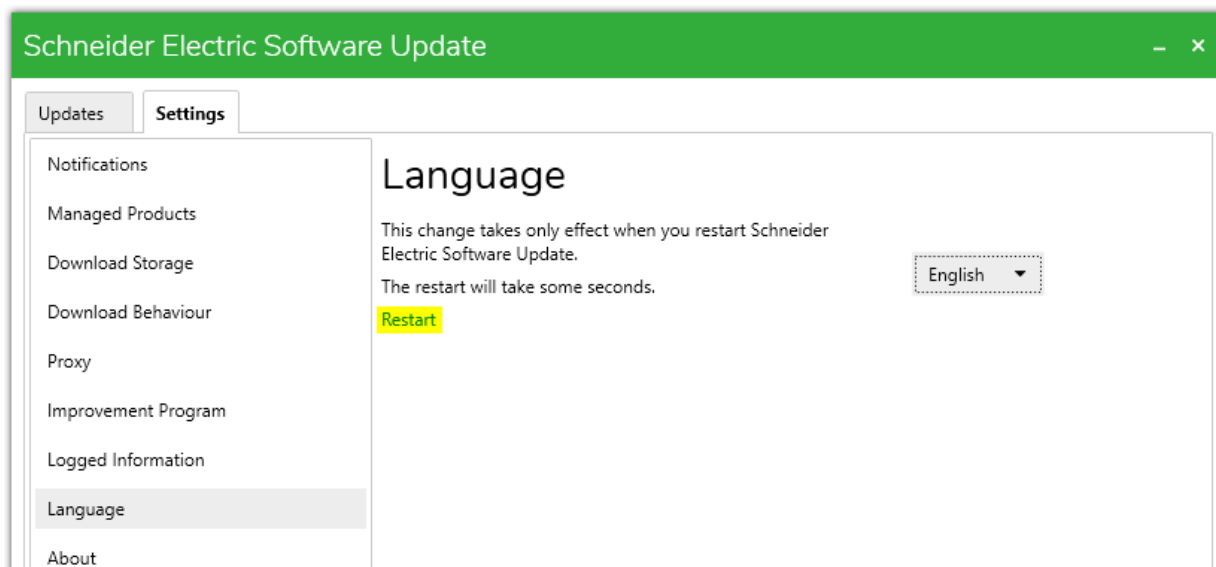 Schneider Electric Software Update
Updates
Settings
Notifications
Managed Products
Download Storage
Download Behaviour
Proxy
Improvement Program
Logged Information
Language
About
Language
This change takes only effect when you restart Schneider
Electric Software Update.
The restart will take some seconds.
Restart
English